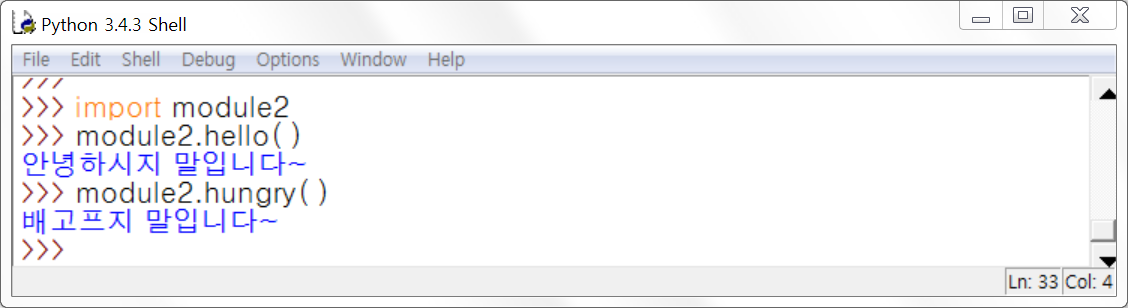 Python 3.4.3 Shell
File Edit Shell Debug Options Window Help
>>>
>>> import module2
>>> module2.hello()
안녕하시지 말입니다~
>>> module2.hungry()
배고프지 말입니다~
>>>
Ln: 33 Col: 4